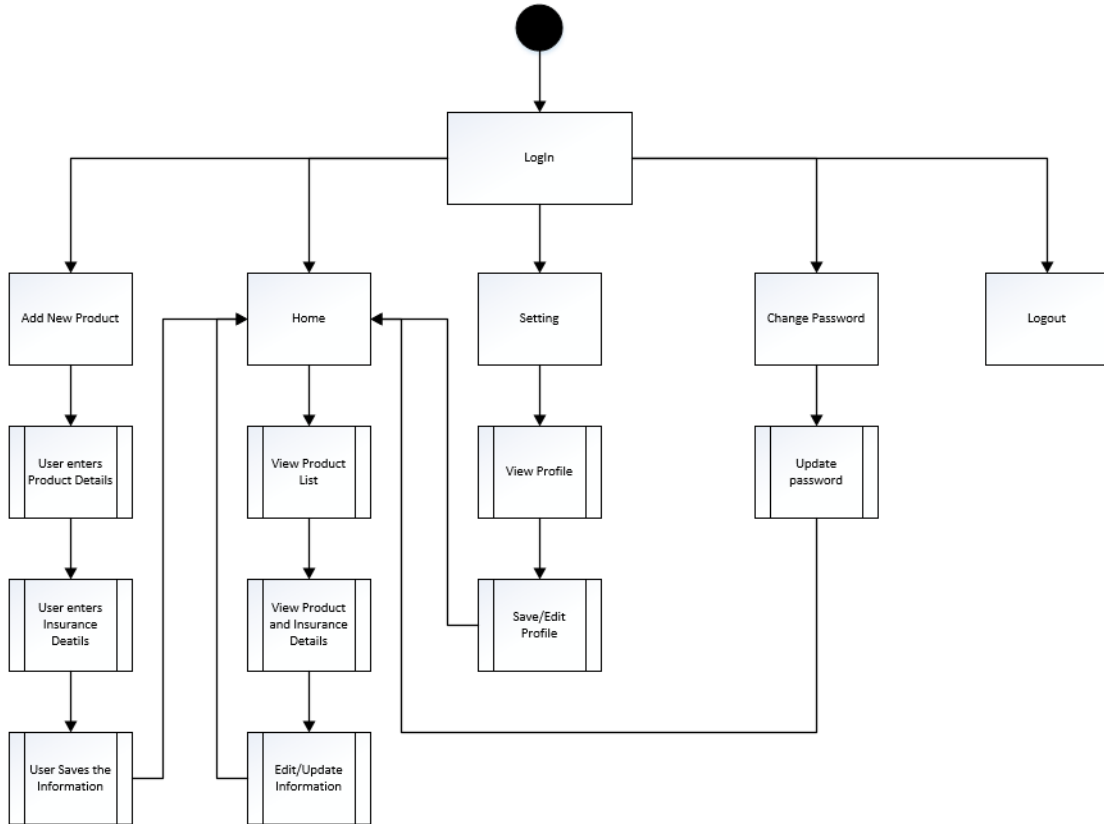 LogIn
Add New Product
Home
Setting
Change Password
Logout
User enters
Product Details
View Product
List
View Profile
Update
password
User enters
Insurance
Deatils
View Product
and Insurance
Details
Save/Edit
Profile
User Saves the
Information
Edit/Update
Information